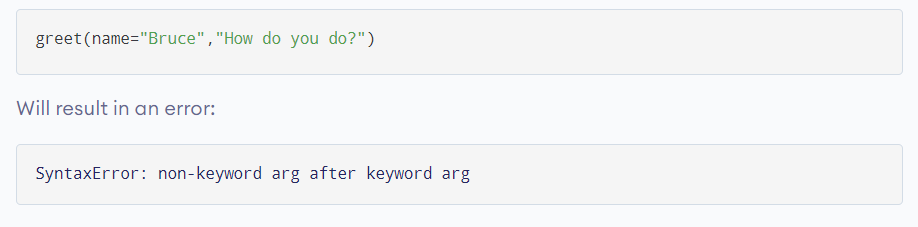 greet(name="Bruce","How do you do?")
Will result in an error:
SyntaxError: non-keyword arg after keyword arg